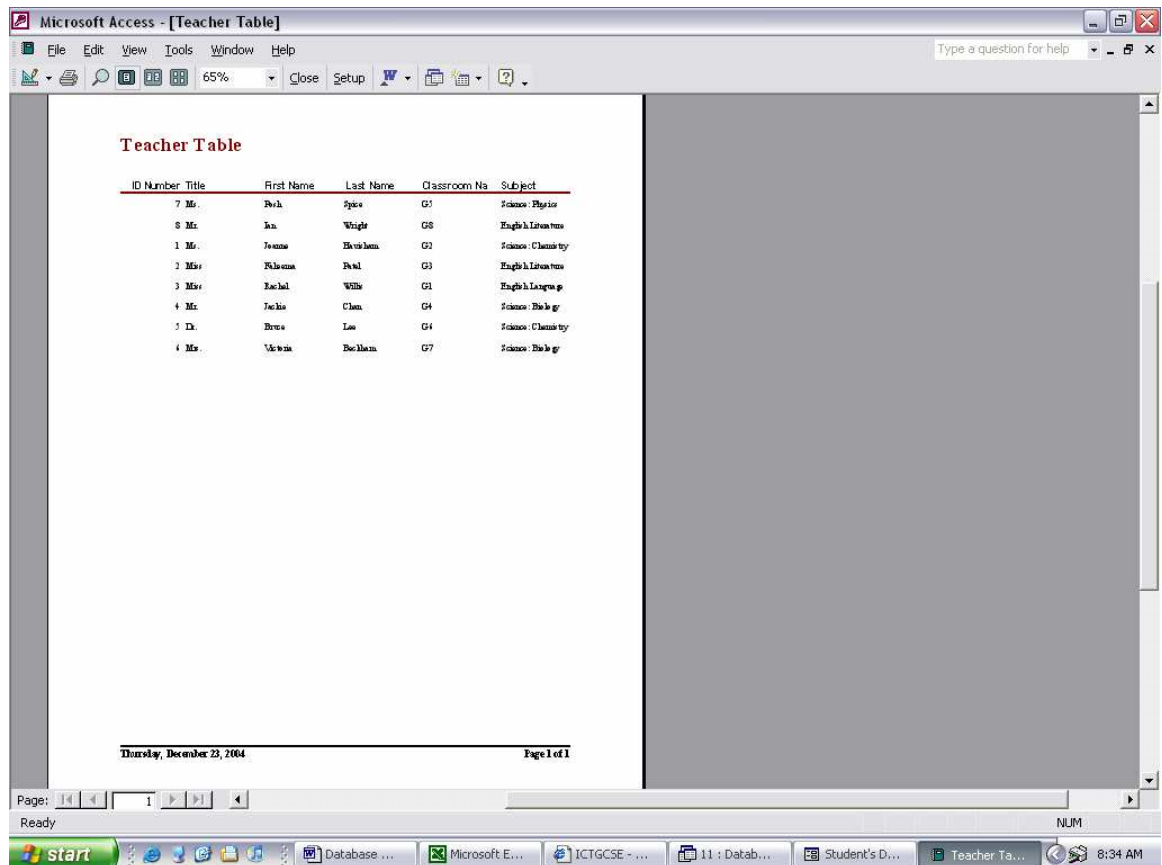 Microsoft Access - [Teacher Table]
File Edit View Tools Window Help Type a question for help
65% Close Setup
Teacher Table
ID Number Title First Name Last Name Classroom Na Subject
7 Ms. Posh Spice G5 Science: Physics
8 Mr. Ian Wright G8 English Literature
1 Ms. Joanne Havisham G2 Science: Chemistry
2 Miss Patel G3 English Literature
3 Miss Rachel Willis G1 English Language
4 Mr. Jackie Chan G4 Science: Biology
5 Dr. Bruce Lee G6 Science: Chemistry
6 Victoria Beckham G7 Science: Biology
Thursday, December 23, 2004 Page 1 of 1
Page: 1
Ready NUM
start Database ... Microsoft E... ICTGCSE - ... 11 : Datab... Student's D... Teacher Ta... 8:34 AM